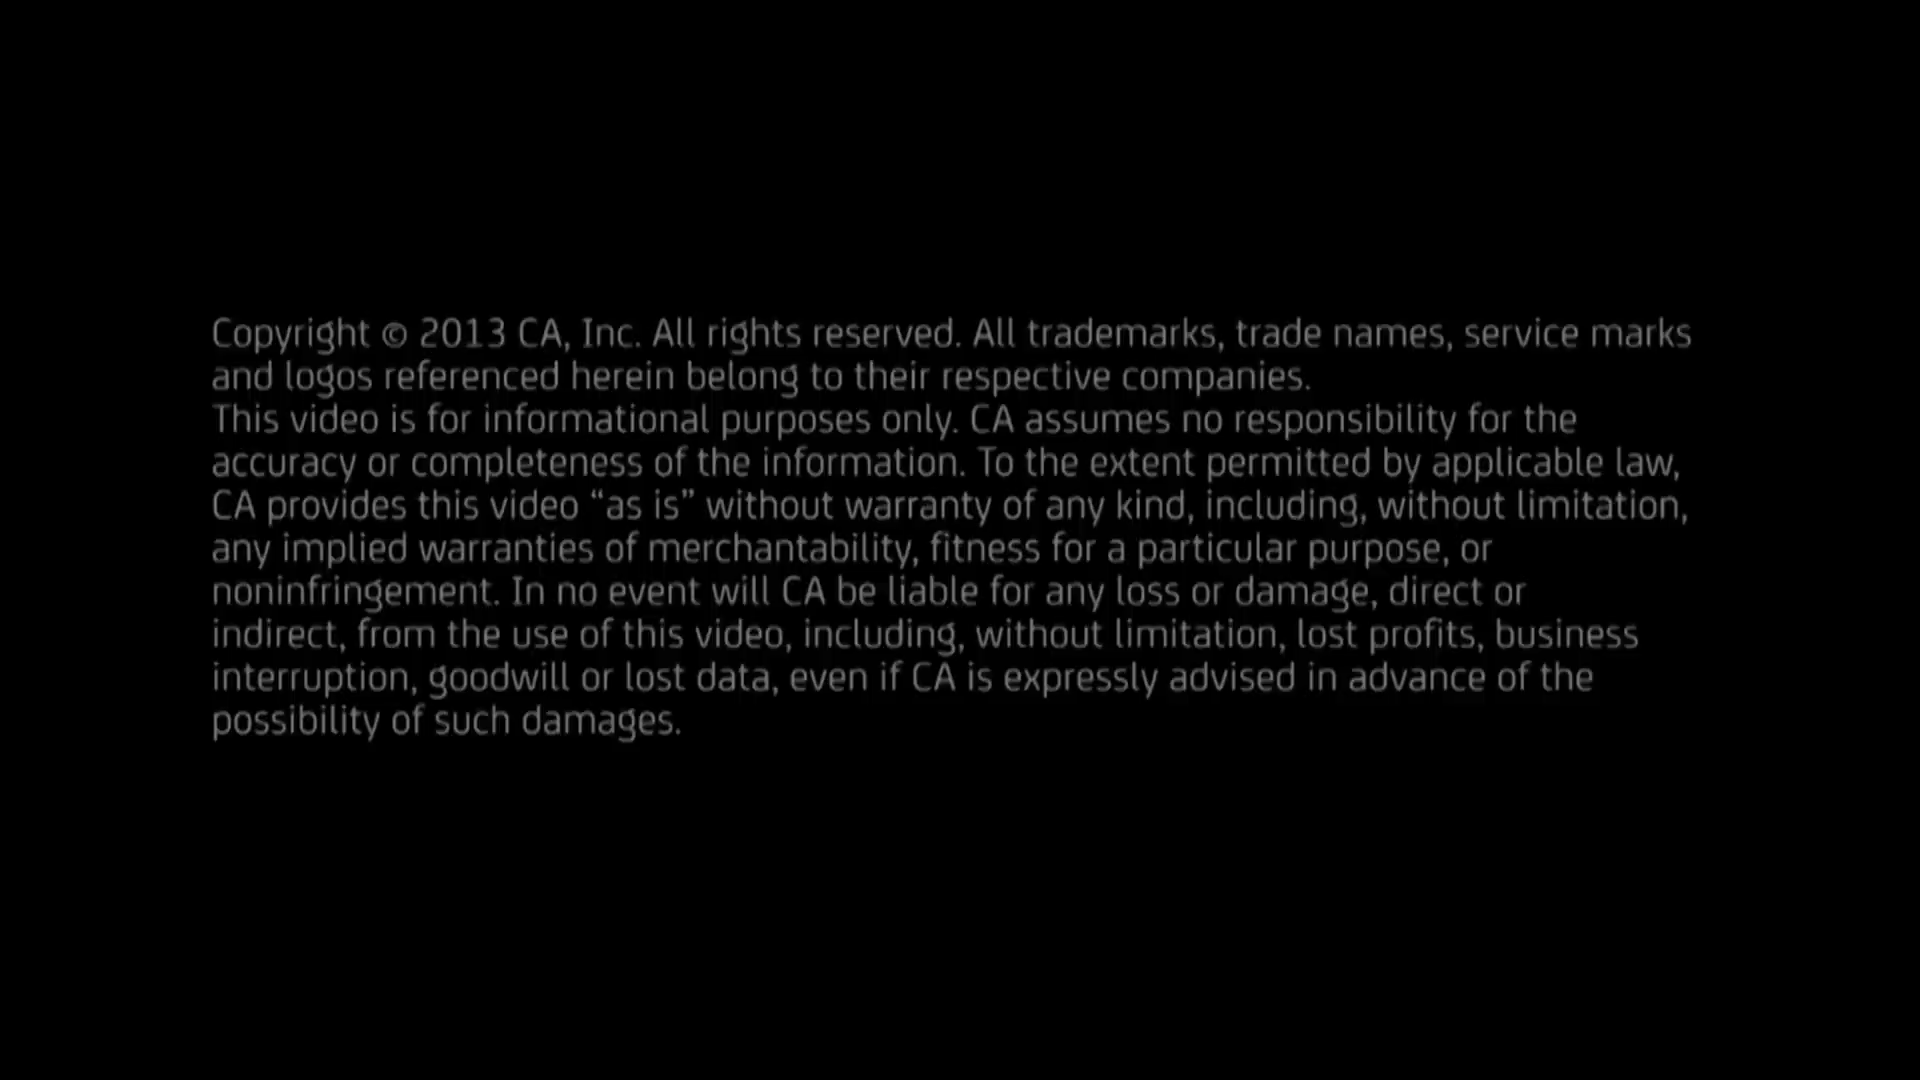 Copyright © 2013 CA, Inc. All rights reserved. All trademarks, trade names, service marks
and logos referenced herein belong to their respective companies.
This video is for informational purposes only. CA assumes no responsibility for the
accuracy or completeness of the information. To the extent permitted by applicable law,
CA provides this video “as is” without warranty of any kind, including, without limitation,
any implied warranties of merchantability, fitness for a particular purpose, or
noninfringement. In no event will CA be liable for any loss or damage, direct or
indirect, from the use of this video, including, without limitation, lost profits, business
interruption, goodwill or lost data, even if CA is expressly advised in advance of the
possibility of such damages.